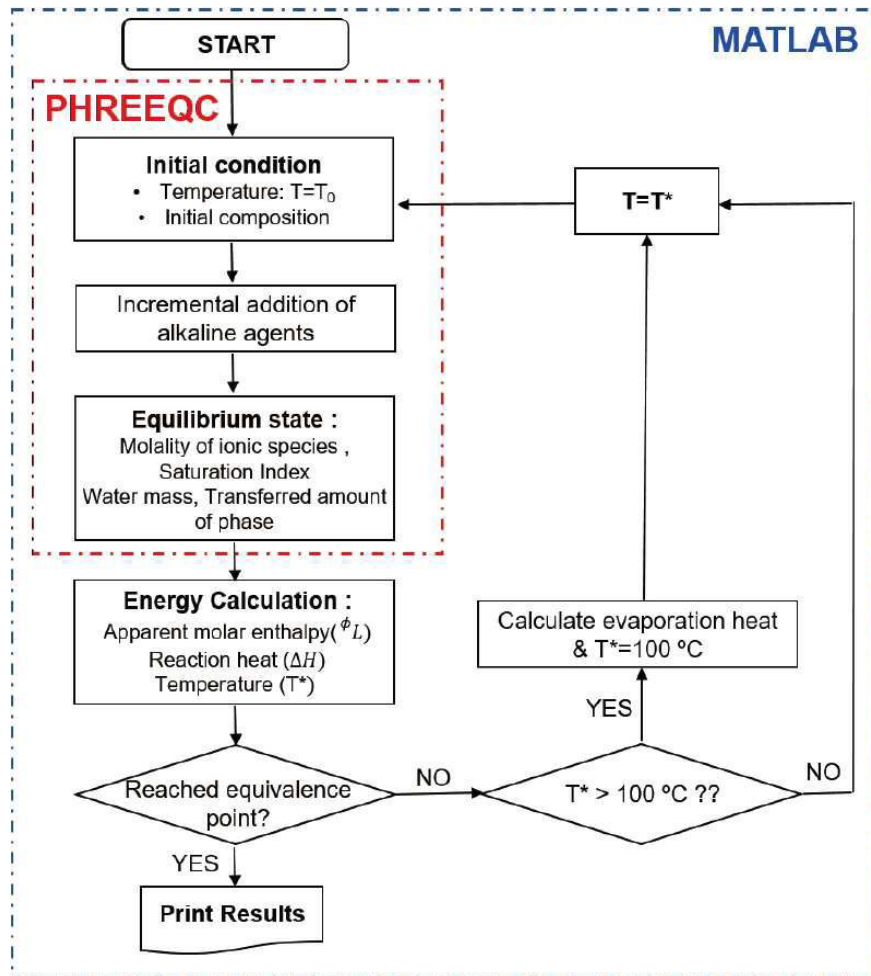 START
MATLAB
PHREEQC
Initial condition
• Temperature: T=T₀
• Initial composition
T=T*
Incremental addition of
alkaline agents
Equilibrium state :
Molality of ionic species ,
Saturation Index
Water mass, Transferred amount
of phase
Energy Calculation :
Apparent molar enthalpy(ᶲL)
Reaction heat (ΔH)
Temperature (T*)
Calculate evaporation heat
& T*=100 ºC
YES
Reached equivalence
point?
NO
T* > 100 ºC ??
NO
YES
Print Results